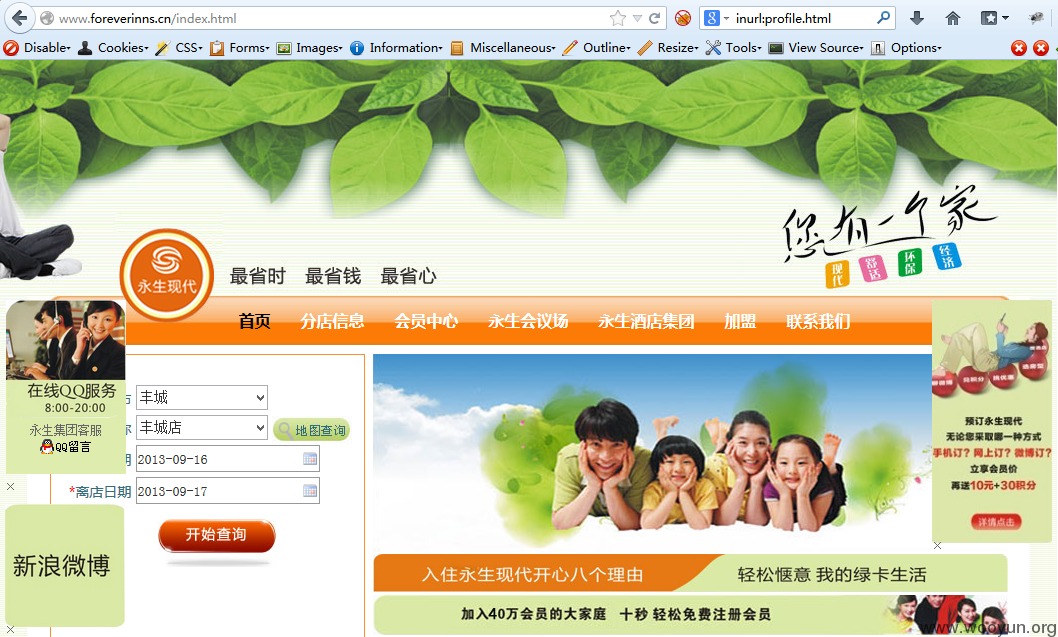 www.foreverinns.cn/index.html
inurl:profile.html
Disable Cookies CSS Forms Images Information Miscellaneous Outline Resize Tools View Source Options
您有一个家
现代 舒适 环保 经济
永生现代
最省时 最省钱 最省心
首页 分店信息 会员中心 永生会议场 永生酒店集团 加盟 联系我们
在线QQ服务
8:00-20:00
永生集团客服
QQ留言
丰城
丰城店
地图查询
期
2013-09-16
*离店日期
2013-09-17
开始查询
新浪微博
预订永生现代
无论您采取哪一种方式
手机订?网上订?微博订?
立享会员价
再送10元+30积分
详情点击
入住永生现代开心八个理由
轻松惬意 我的绿卡生活
加入40万会员的大家庭 十秒 轻松免费注册会员
www.wooyun.org